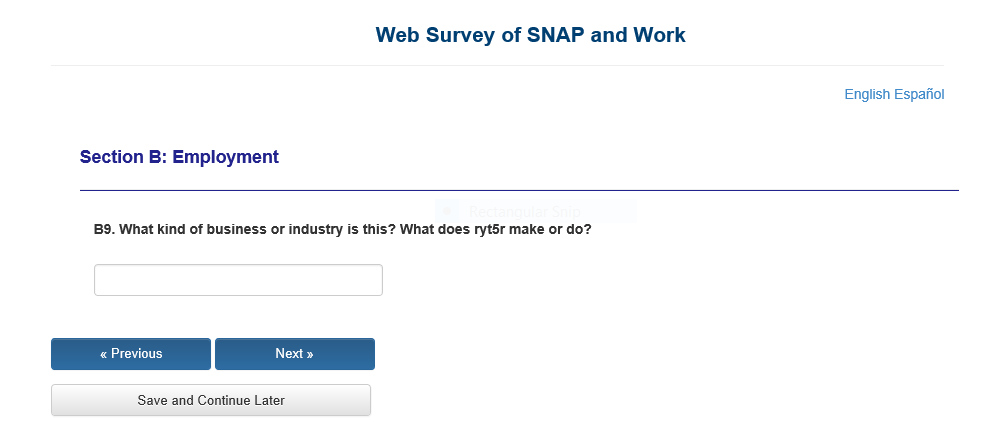 Web Survey of SNAP and Work
English Español
Section B: Employment
Rectangular Snip
B9. What kind of business or industry is this? What does ryt5r make or do?
« Previous
Next »
Save and Continue Later